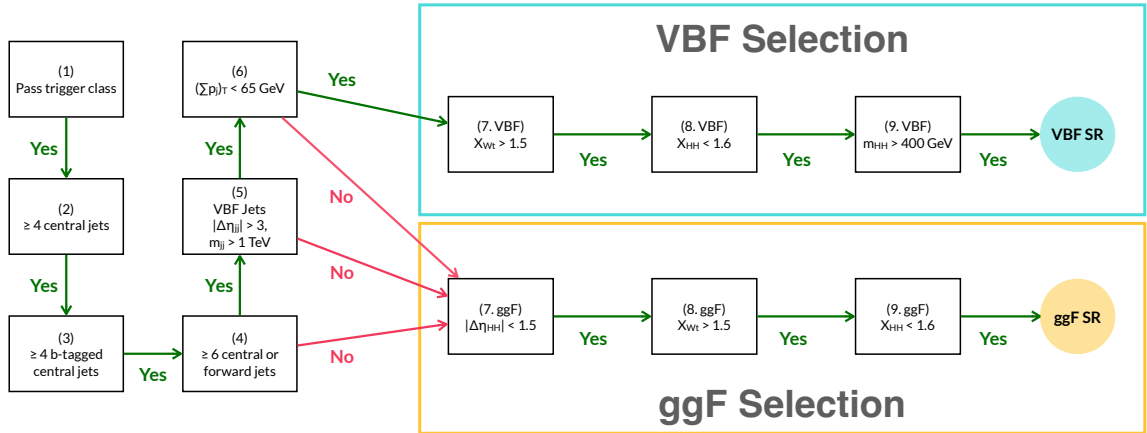 VBF Selection
(1)
Pass trigger class
Yes
(2)
≥ 4 central jets
Yes
(3)
≥ 4 b-tagged
central jets
Yes
(4)
≥ 6 central or
forward jets
Yes
No
(5)
VBF Jets
|Δηjj| > 3,
mjj > 1 TeV
Yes
No
(6)
(∑pj)T < 65 GeV
Yes
No
(7. VBF)
XWt > 1.5
Yes
(8. VBF)
XHH < 1.6
Yes
(9. VBF)
mHH > 400 GeV
Yes
VBF SR
(7. ggF)
|ΔηHH| < 1.5
Yes
(8. ggF)
XWt > 1.5
Yes
(9. ggF)
XHH < 1.6
Yes
ggF SR
ggF Selection